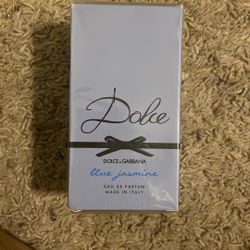 Dolce
DOLCE&GABBANA
blue jasmine
EAU DE PARFUM
MADE IN ITALY